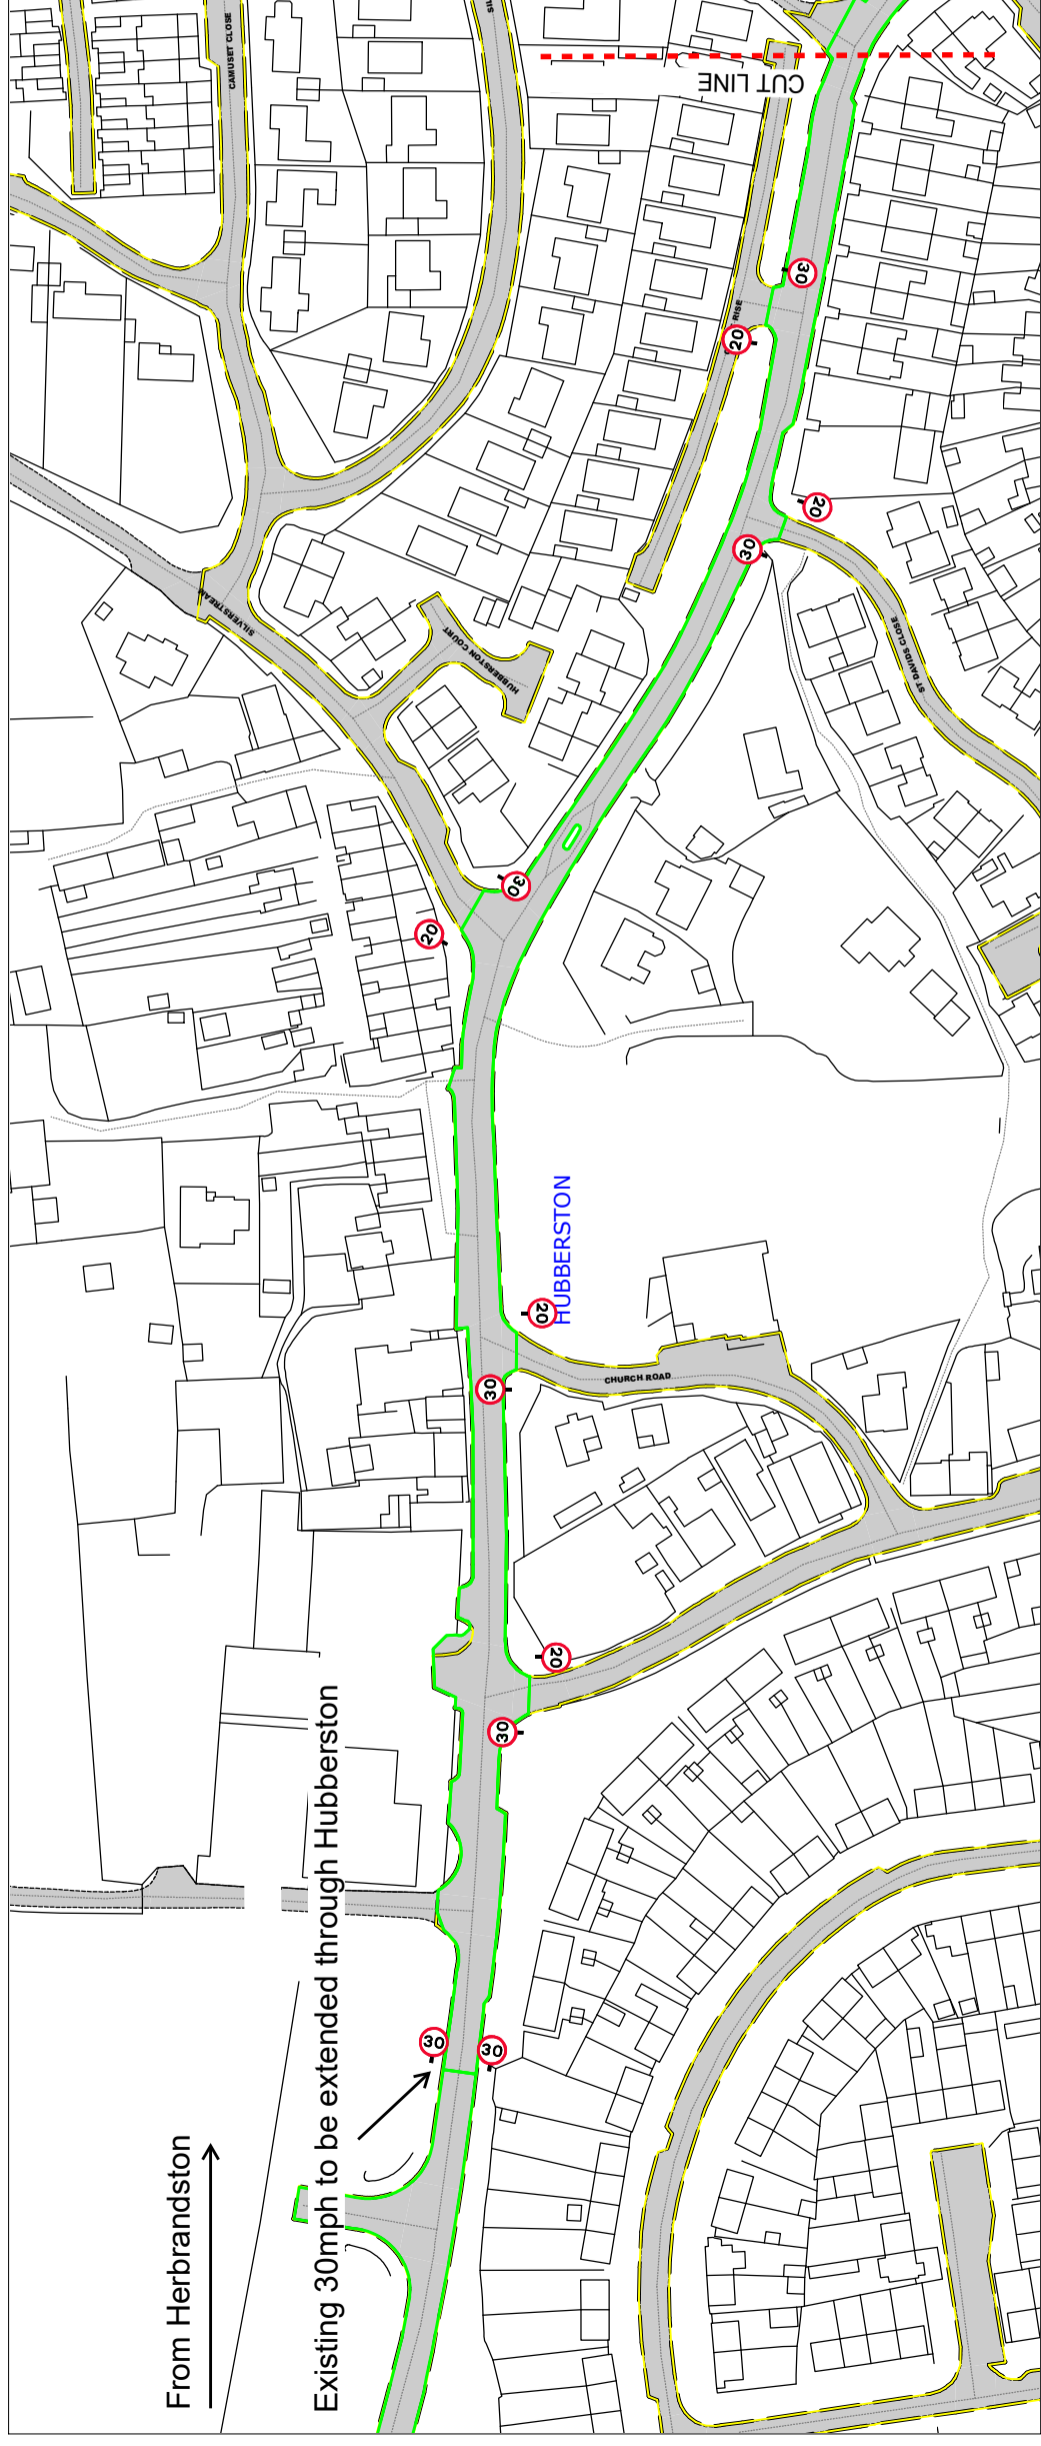 CAMUSET CLOSE
SIL
CUT LINE
30
RISE
20
20
30
SILVERSTREAM
HUBBERSTON COURT
ST DAVIDS CLOSE
30
20
HUBBERSTON
20
30
CHURCH ROAD
20
30
Existing 30mph to be extended through Hubberston
30
30
From Herbrandston